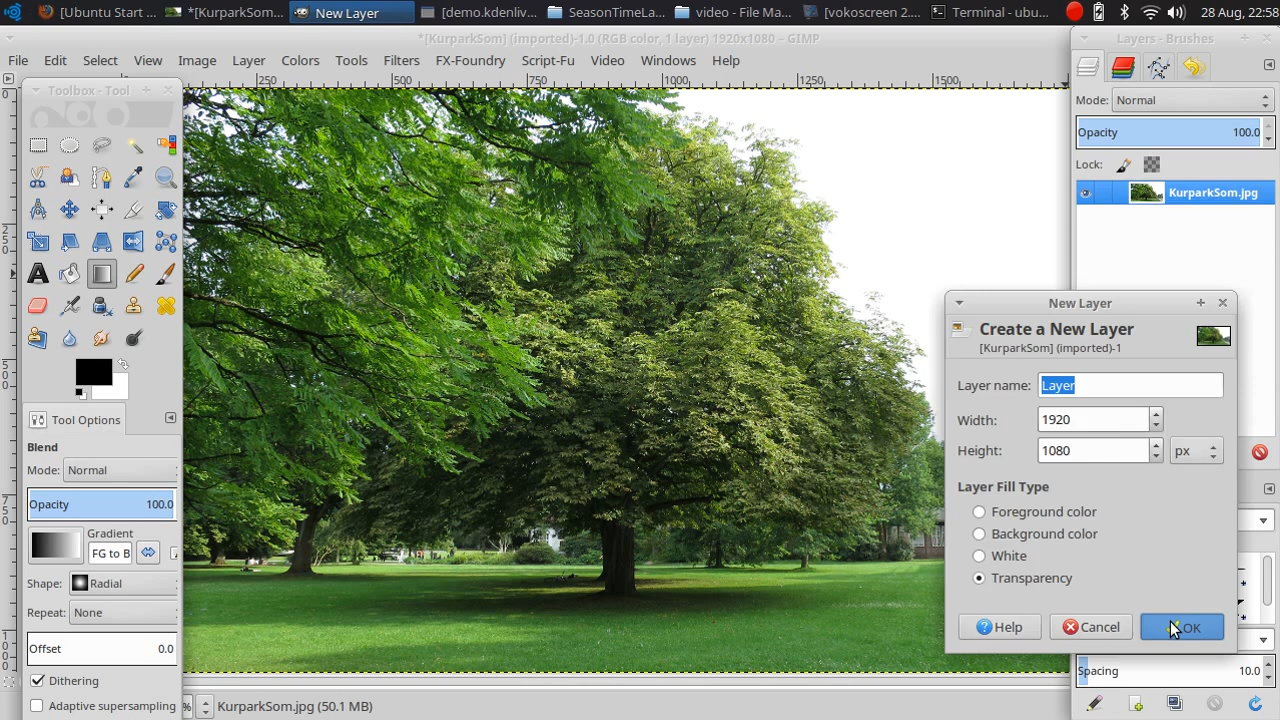 [Ubuntu Start ... *[KurparkSom... New Layer [demo.kdenliv... SeasonTimeLa... video - File Ma... [vokoscreen 2.... Terminal - ubu... 28 Aug, 22:58
*[KurparkSom] (imported)-1.0 (RGB color, 1 layer) 1920x1080 – GIMP
Layers - Brushes
File Edit Select View Image Layer Colors Tools Filters FX-Foundry Script-Fu Video Windows Help
250 500 750 1000 1250 1500
Toolbox - Tool
Mode: Normal
Opacity 100.0
Lock:
KurparkSom.jpg
New Layer
Create a New Layer
[KurparkSom] (imported)-1
Layer name: Layer
Width: 1920
Height: 1080 px
Layer Fill Type
Foreground color
Background color
White
Transparency
Help Cancel OK
Tool Options
Blend
Mode: Normal
Opacity 100.0
Gradient
FG to B
Shape: Radial
Repeat: None
Offset 0.0
Dithering
Adaptive supersampling
Spacing 10.0
% KurparkSom.jpg (50.1 MB)
0
250
500
750
1000